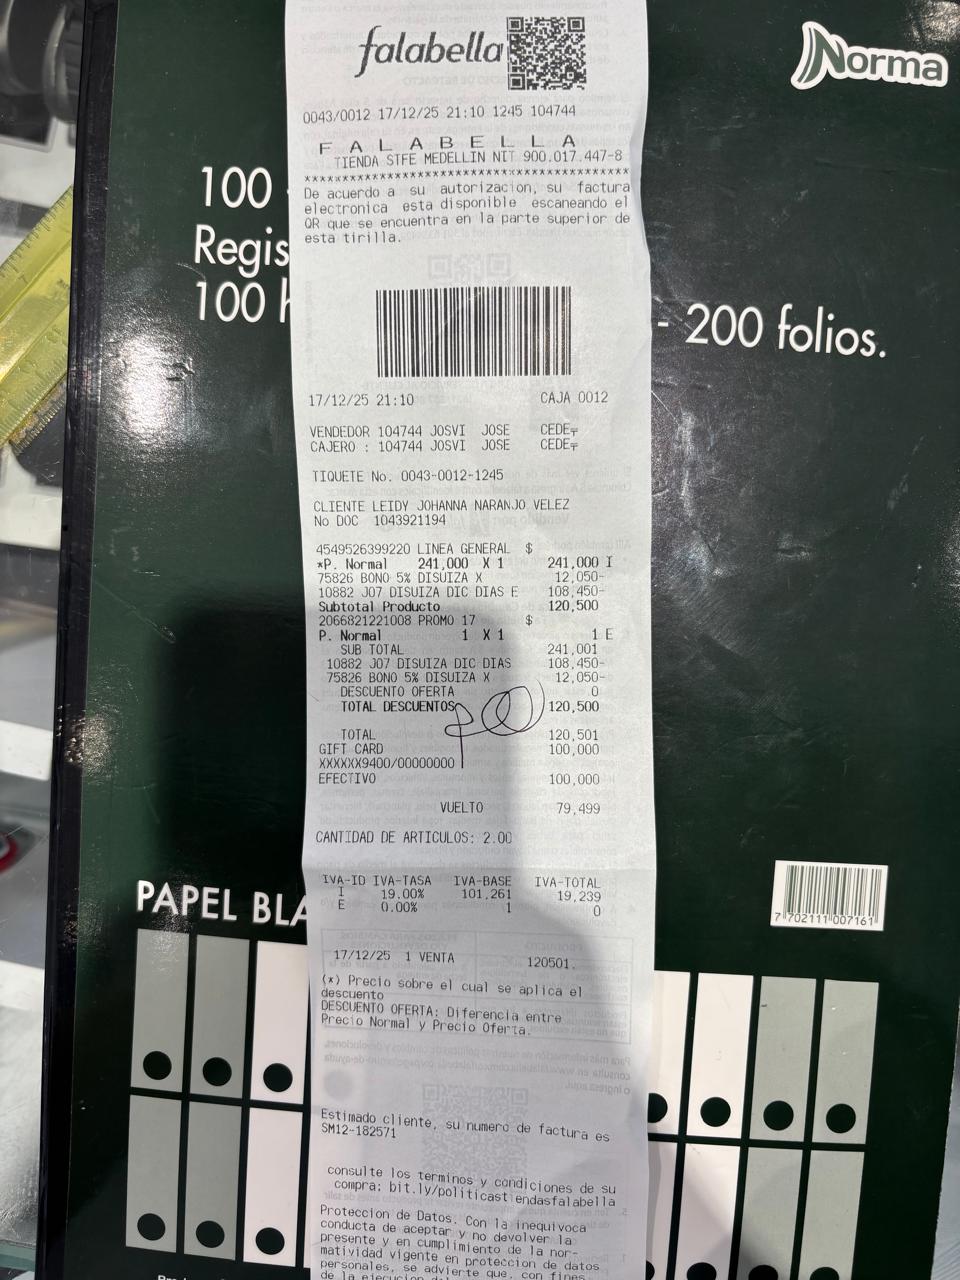 falabella
Norma
0043/0012 17/12/25 21:10 1245 104744
F A L A B E L L A
TIENDA STFE MEDELLIN NIT 900.017.447-8
****************************************
De acuerdo a su autorizacion, su factura
electronica esta disponible escaneando el
QR que se encuentra en la parte superior de
esta tirilla.
100
Regis
100 h
- 200 folios.
17/12/25 21:10 CAJA 0012
VENDEDOR 104744 JOSVI JOSE CEDE
CAJERO : 104744 JOSVI JOSE CEDE
TIQUETE No. 0043-0012-1245
CLIENTE LEIDY JOHANNA NARANJO VELEZ
No DOC 1043921194
4549526399220 LINEA GENERAL $
*P. Normal 241,000 X 1 241,000 I
75826 BONO 5% DISUIZA X 12,050-
10882 J07 DISUIZA DIC DIAS E 108,450-
Subtotal Producto 120,500
2066821221008 PROMO 17 $
P. Normal 1 X 1 1 E
SUB TOTAL 241,001
10882 J07 DISUIZA DIC DIAS 108,450-
75826 BONO 5% DISUIZA X 12,050-
DESCUENTO OFERTA 0
TOTAL DESCUENTOS 120,500
TOTAL 120,501
GIFT CARD 100,000
XXXXXX9400/00000000
EFECTIVO 100,000
VUELTO 79,499
CANTIDAD DE ARTICULOS: 2.00
IVA-ID IVA-TASA IVA-BASE IVA-TOTAL
I 19.00% 101,261 19,239
E 0.00% 1 0
PAPEL BLA
7 702111 007161
17/12/25 1 VENTA 120501.
(*) Precio sobre el cual se aplica el
descuento
DESCUENTO OFERTA: Diferencia entre
Precio Normal y Precio Oferta.
Estimado cliente, su numero de factura es
SM12-182571
consulte los terminos y condiciones de su
compra: bit.ly/politicastiendasfalabella
Proteccion de Datos. Con la inequivoca
conducta de aceptar y no devolver la
presente y en cumplimiento de la nor-
matividad vigente en proteccion de datos
personales, se advierte que, con fines